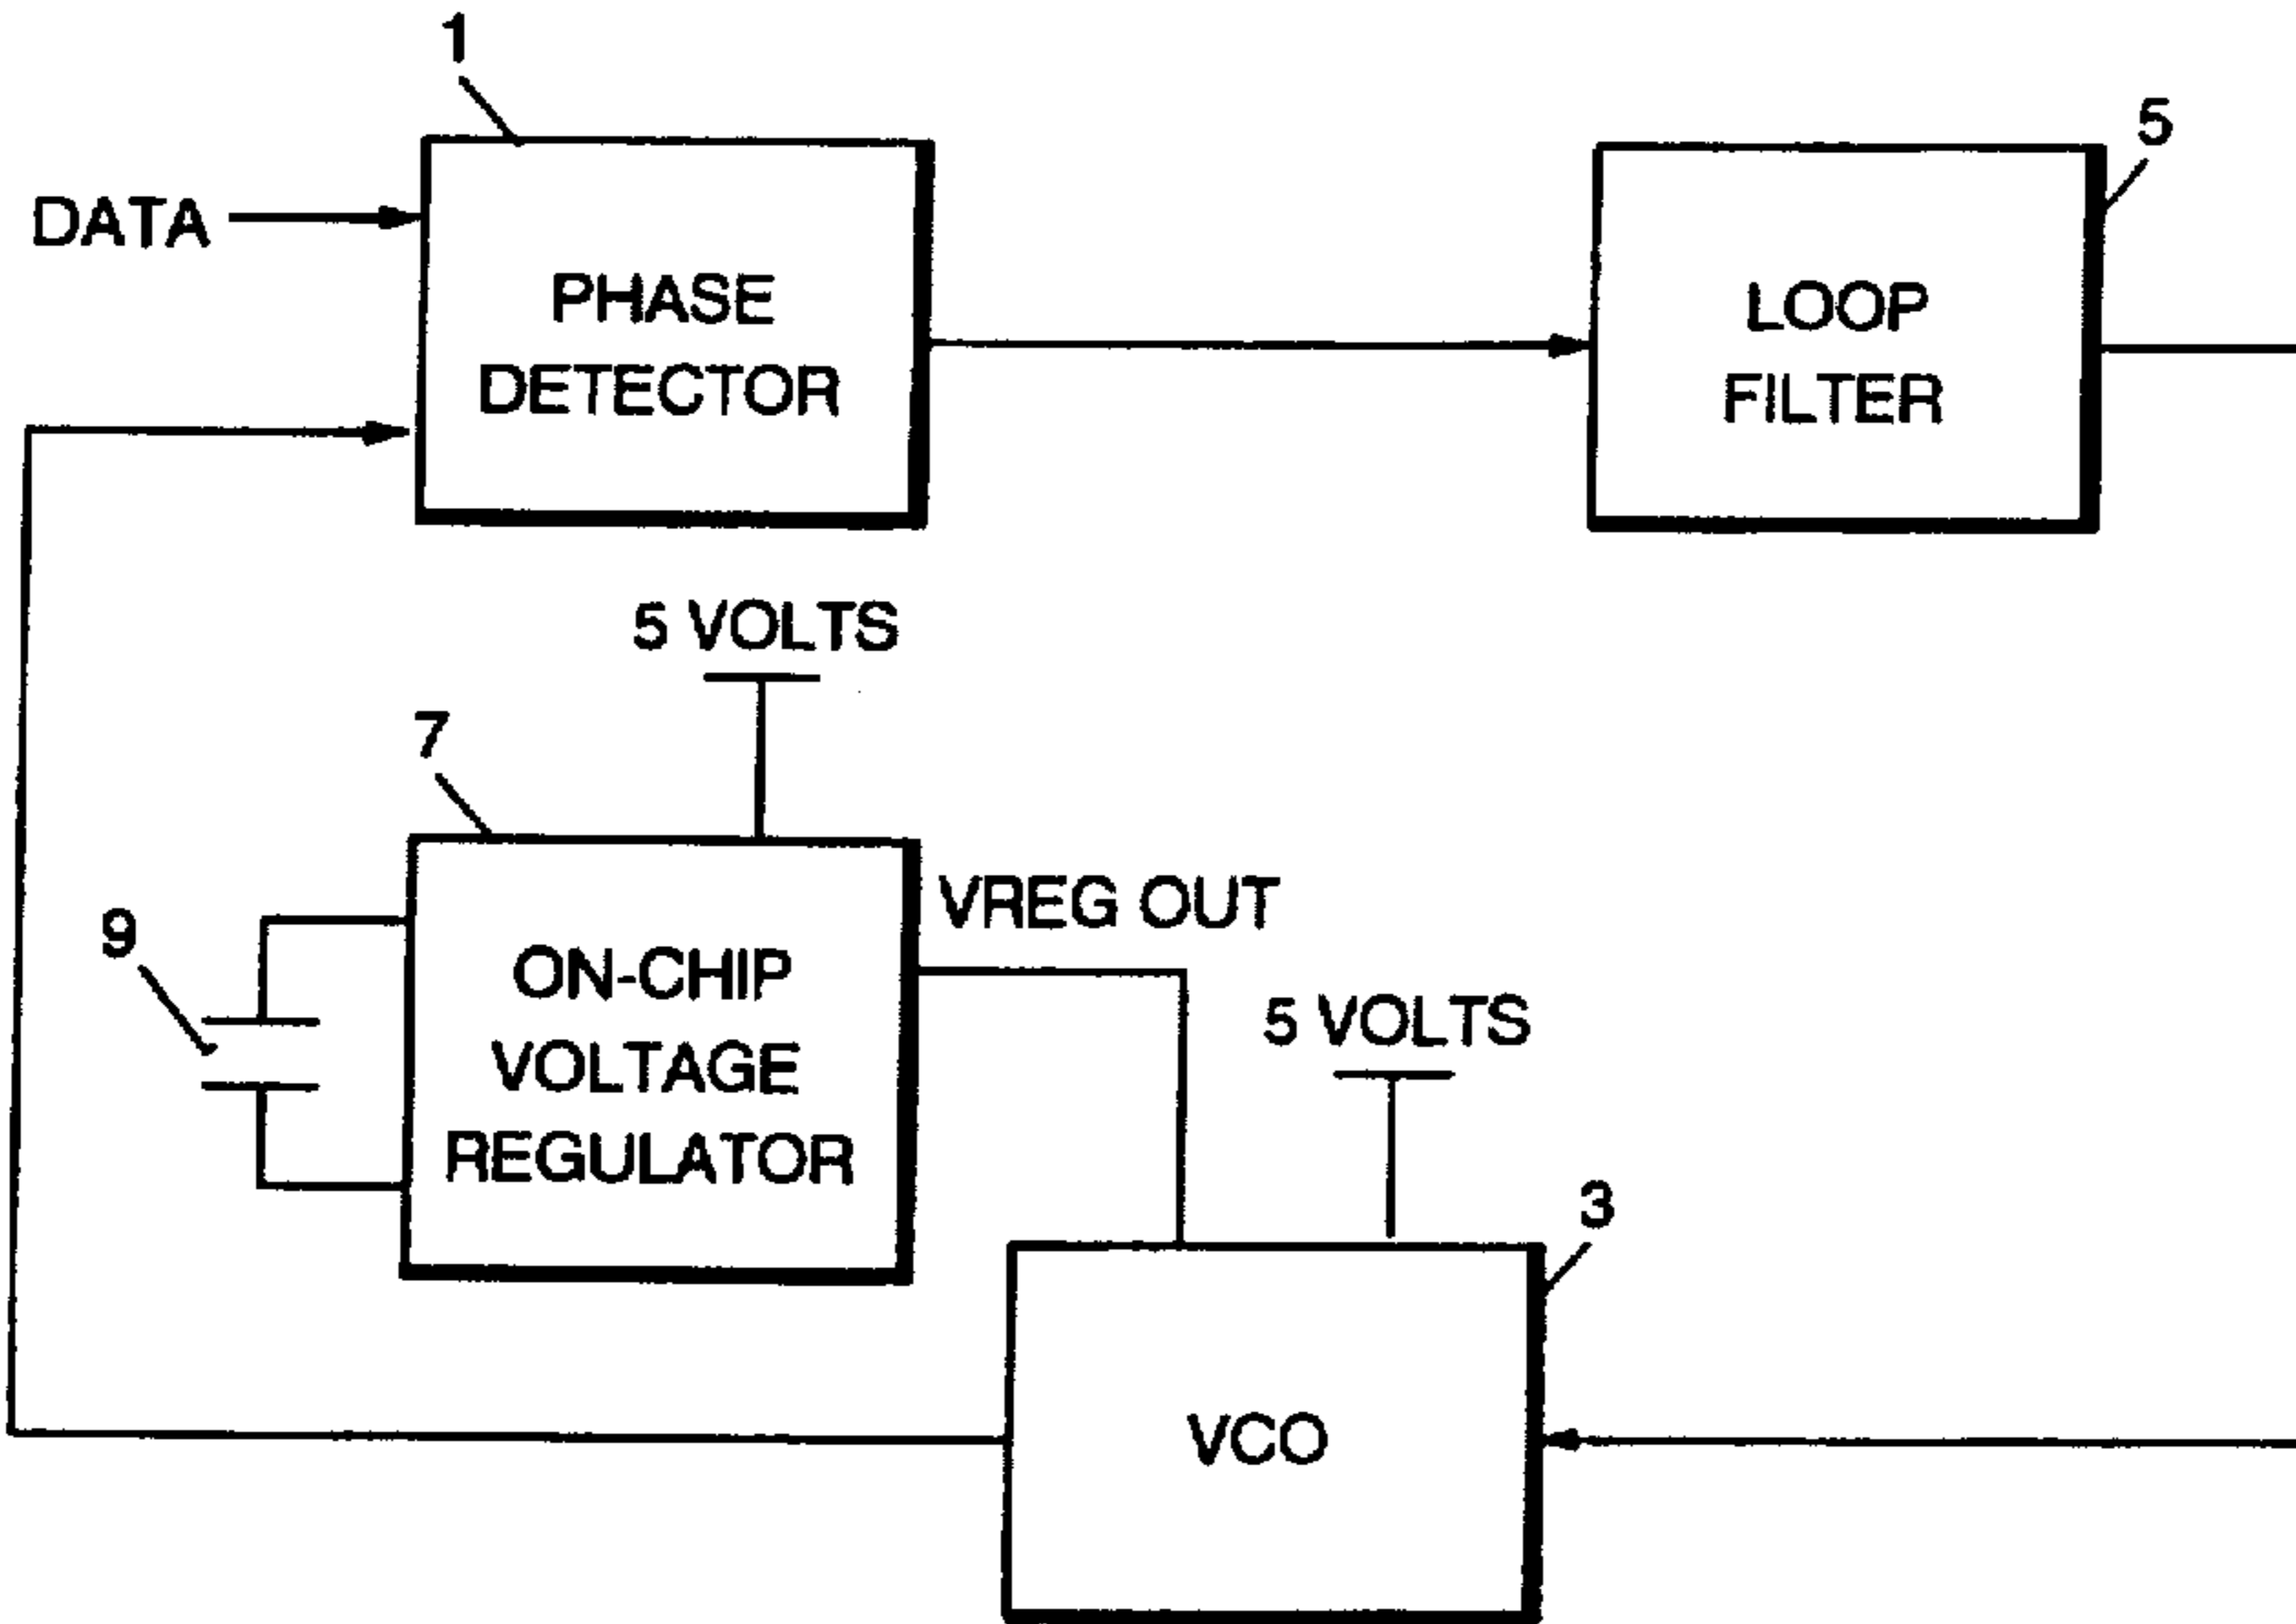 1
5
DATA
PHASE
DETECTOR
LOOP
FILTER
5 VOLTS
7
VREG OUT
9
ON-CHIP
VOLTAGE
REGULATOR
5 VOLTS
3
VCO